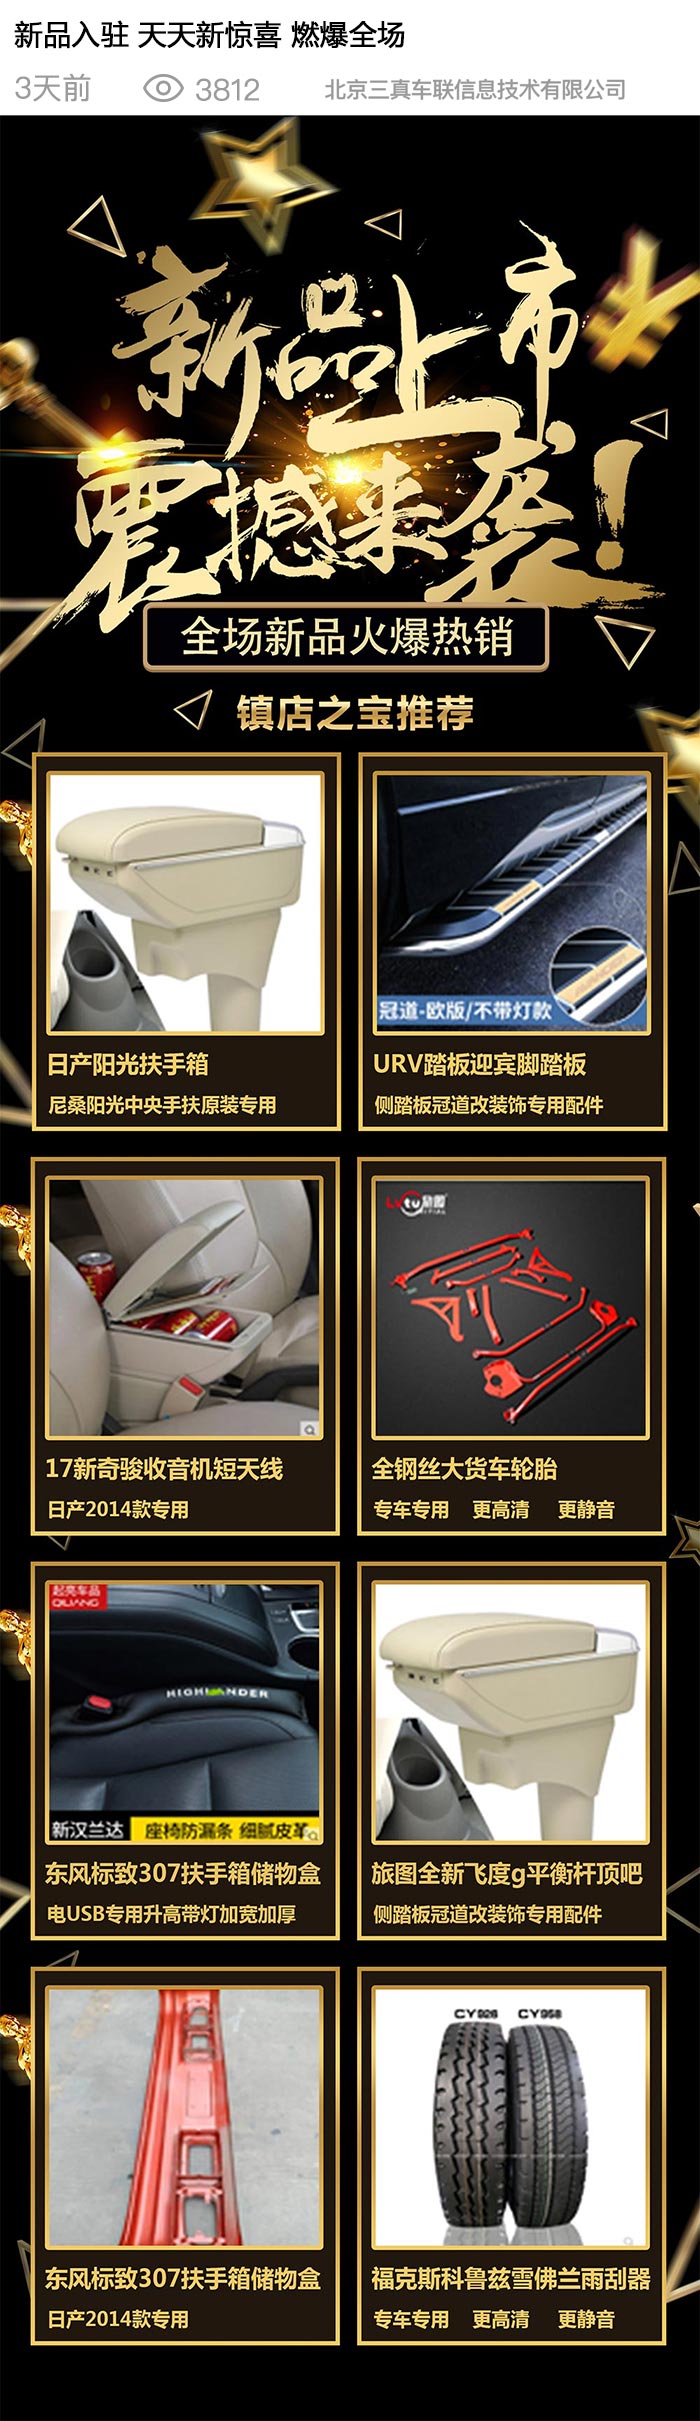 新品入驻 天天新惊喜 燃爆全场
3天前 3812 北京三真车联信息技术有限公司
新品上市
震撼来袭!
全场新品火爆热销
镇店之宝推荐
冠道-欧版/不带灯款
日产阳光扶手箱
尼桑阳光中央手扶原装专用
URV踏板迎宾脚踏板
侧踏板冠道改装饰专用配件
17新奇骏收音机短天线
日产2014款专用
全钢丝大货车轮胎
专车专用 更高清 更静音
起亮车品
QILIANG
HIGHLANDER
新汉兰达 座椅防漏条 细腻皮革
东风标致307扶手箱储物盒
电USB专用升高带灯加宽加厚
旅图全新飞度g平衡杆顶吧
侧踏板冠道改装饰专用配件
东风标致307扶手箱储物盒
日产2014款专用
CY926 CY958
福克斯科鲁兹雪佛兰雨刮器
专车专用 更高清 更静音